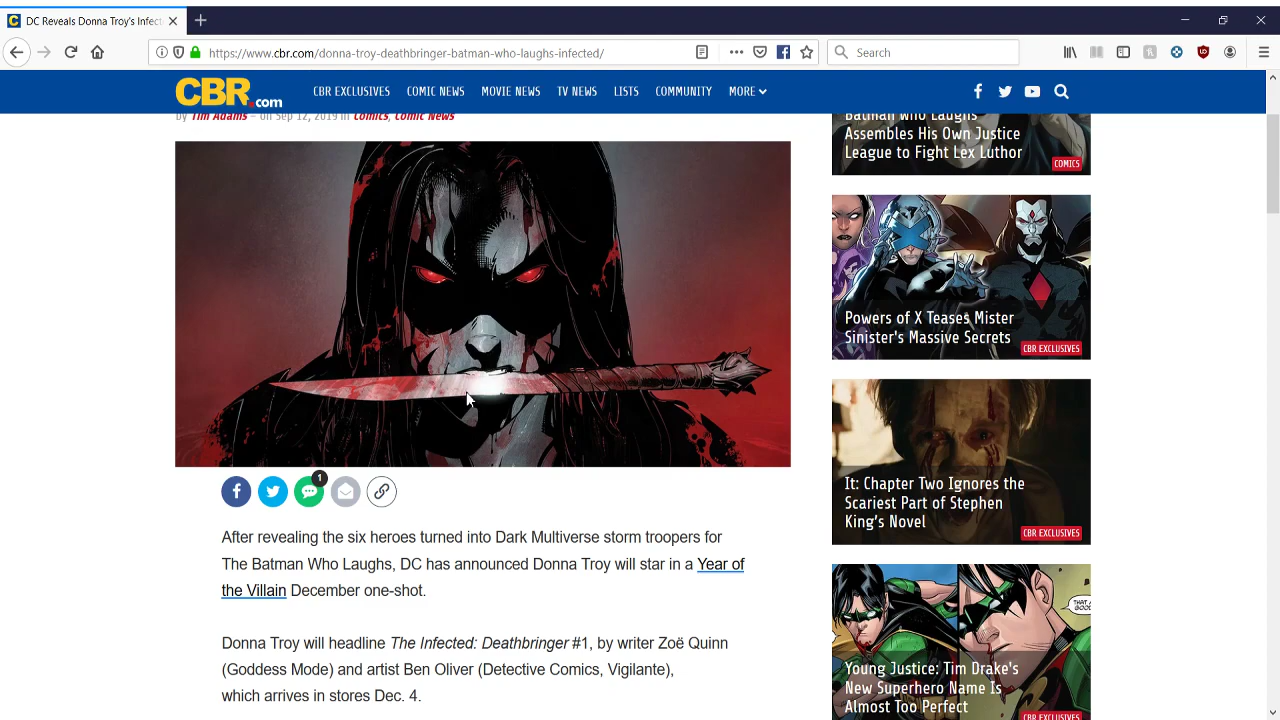 DC Reveals Donna Troy's Infect
https://www.cbr.com/donna-troy-deathbringer-batman-who-laughs-infected/
Search
CBR.com
CBR EXCLUSIVES
COMIC NEWS
MOVIE NEWS
TV NEWS
LISTS
COMMUNITY
MORE
by Tim Adams – on Sep 12, 2019 in Comics, Comic News
1
After revealing the six heroes turned into Dark Multiverse storm troopers for
The Batman Who Laughs, DC has announced Donna Troy will star in a Year of
the Villain December one-shot.
Donna Troy will headline The Infected: Deathbringer #1, by writer Zoë Quinn
(Goddess Mode) and artist Ben Oliver (Detective Comics, Vigilante),
which arrives in stores Dec. 4.
Batman Who Laughs
Assembles His Own Justice
League to Fight Lex Luthor
COMICS
Powers of X Teases Mister
Sinister's Massive Secrets
CBR EXCLUSIVES
It: Chapter Two Ignores the
Scariest Part of Stephen
King's Novel
CBR EXCLUSIVES
Young Justice: Tim Drake's
New Superhero Name Is
Almost Too Perfect
CBR EXCLUSIVES